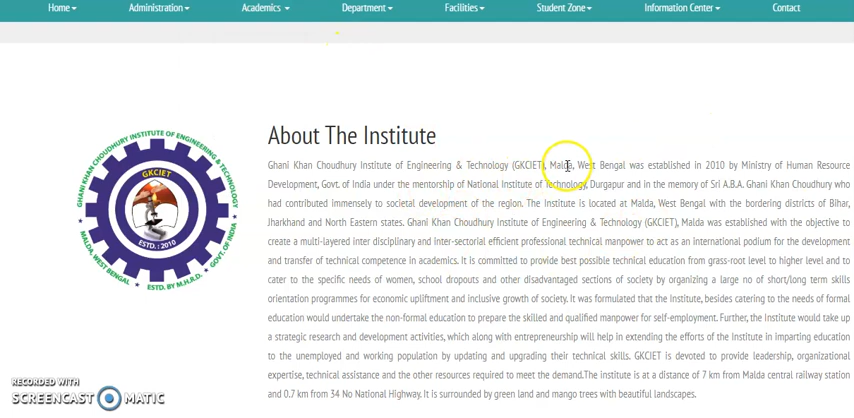 Home Administration Academics Department Facilities Student Zone Information Center Contact
About The Institute
Ghani Khan Choudhury Institute of Engineering & Technology (GKCIET), Malda, West Bengal was established in 2010 by Ministry of Human Resource
Development, Govt. of India under the mentorship of National Institute of Technology, Durgapur and in the memory of Sri A.B.A. Ghani Khan Choudhury who
had contributed immensely to societal development of the region. The Institute is located at Malda, West Bengal with the bordering districts of Bihar,
Jharkhand and North Eastern states. Ghani Khan Choudhury Institute of Engineering & Technology (GKCIET), Malda was established with the objective to
create a multi-layered inter disciplinary and inter-sectorial efficient professional technical manpower to act as an international podium for the development
and transfer of technical competence in academics. It is committed to provide best possible technical education from grass-root level to higher level and to
cater to the specific needs of women, school dropouts and other disadvantaged sections of society by organizing a large no of short/long term skills
orientation programmes for economic upliftment and inclusive growth of society. It was formulated that the Institute, besides catering to the needs of formal
education would undertake the non-formal education to prepare the skilled and qualified manpower for self-employment. Further, the Institute would take up
a strategic research and development activities, which along with entrepreneurship will help in extending the efforts of the Institute in imparting education
to the unemployed and working population by updating and upgrading their technical skills. GKCIET is devoted to provide leadership, organizational
expertise, technical assistance and the other resources required to meet the demand.The institute is at a distance of 7 km from Malda central railway station
and 0.7 km from 34 No National Highway. It is surrounded by green land and mango trees with beautiful landscapes.
GHANI KHAN CHOUDHURY INSTITUTE OF ENGINEERING & TECHNOLOGY
GKCIET
ESTD. : 2010
MALDA, WEST BENGAL
ESTD. BY M.H.R.D. GOVT. OF INDIA
RECORDED WITH
SCREENCAST MATIC